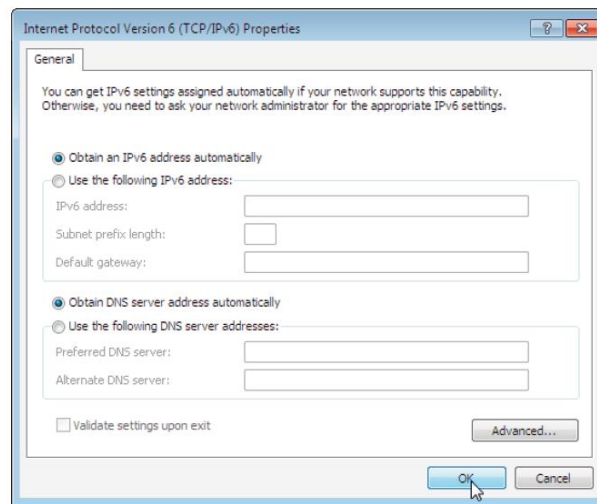 Internet Protocol Version 6 (TCP/IPv6) Properties
General
You can get IPv6 settings assigned automatically if your network supports this capability.
Otherwise, you need to ask your network administrator for the appropriate IPv6 settings.
Obtain an IPv6 address automatically
Use the following IPv6 address:
IPv6 address:
Subnet prefix length:
Default gateway:
Obtain DNS server address automatically
Use the following DNS server addresses:
Preferred DNS server:
Alternate DNS server:
Validate settings upon exit
Advanced...
OK
Cancel